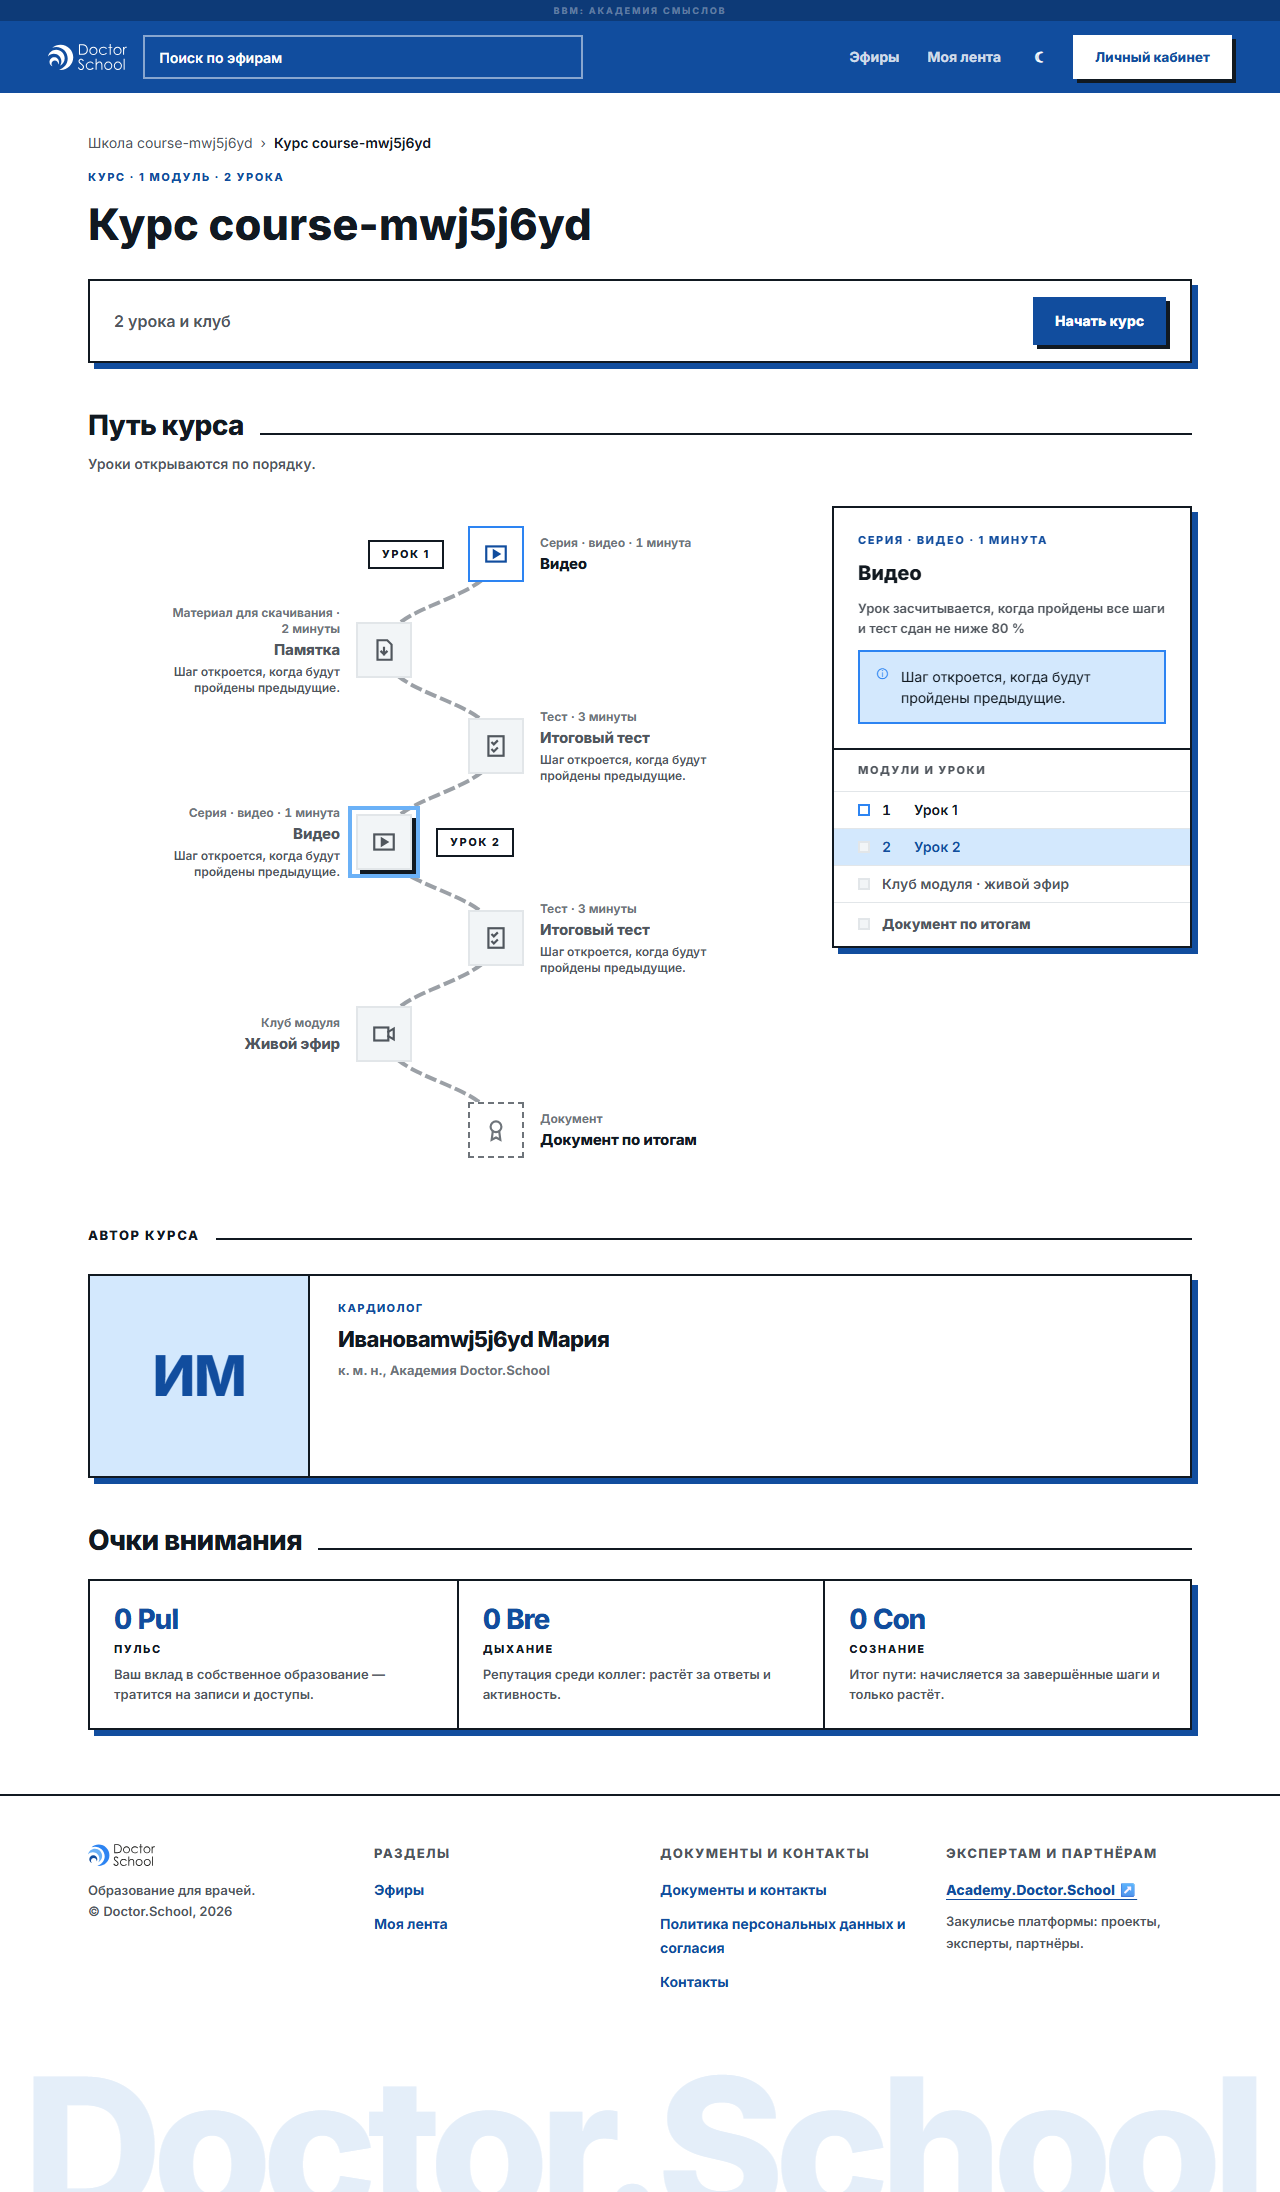 ВВМ: АКАДЕМИЯ СМЫСЛОВ
Doctor
School
Поиск по эфирам
Эфиры
Моя лента
Личный кабинет
Школа course-mwj5j6yd › Курс course-mwj5j6yd
КУРС · 1 МОДУЛЬ · 2 УРОКА
Курс course-mwj5j6yd
2 урока и клуб
Начать курс
Путь курса
Уроки открываются по порядку.
УРОК 1
Серия · видео · 1 минута
Видео
Материал для скачивания ·
2 минуты
Памятка
Шаг откроется, когда будут
пройдены предыдущие.
Тест · 3 минуты
Итоговый тест
Шаг откроется, когда будут
пройдены предыдущие.
Серия · видео · 1 минута
Видео
Шаг откроется, когда будут
пройдены предыдущие.
УРОК 2
Тест · 3 минуты
Итоговый тест
Шаг откроется, когда будут
пройдены предыдущие.
Клуб модуля
Живой эфир
Документ
Документ по итогам
СЕРИЯ · ВИДЕО · 1 МИНУТА
Видео
Урок засчитывается, когда пройдены все шаги
и тест сдан не ниже 80 %
Шаг откроется, когда будут
пройдены предыдущие.
МОДУЛИ И УРОКИ
1 Урок 1
2 Урок 2
Клуб модуля · живой эфир
Документ по итогам
АВТОР КУРСА
ИМ
КАРДИОЛОГ
Ивановаmwj5j6yd Мария
к. м. н., Академия Doctor.School
Очки внимания
0 Pul
ПУЛЬС
Ваш вклад в собственное образование —
тратится на записи и доступы.
0 Bre
ДЫХАНИЕ
Репутация среди коллег: растёт за ответы и
активность.
0 Con
СОЗНАНИЕ
Итог пути: начисляется за завершённые шаги и
только растёт.
Doctor
School
Образование для врачей.
© Doctor.School, 2026
РАЗДЕЛЫ
Эфиры
Моя лента
ДОКУМЕНТЫ И КОНТАКТЫ
Документы и контакты
Политика персональных данных и
согласия
Контакты
ЭКСПЕРТАМ И ПАРТНЁРАМ
Academy.Doctor.School ↗
Закулисье платформы: проекты,
эксперты, партнёры.
Doctor.School